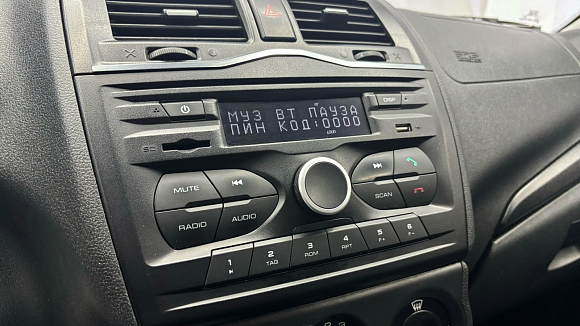 МУЗ ВТ ПАУЗА
ПИН КОД:0000
DISP
MUTE
RADIO
AUDIO
SCAN
1
2
TAG
3
RDM
4
RPT
5
F+
6
F-